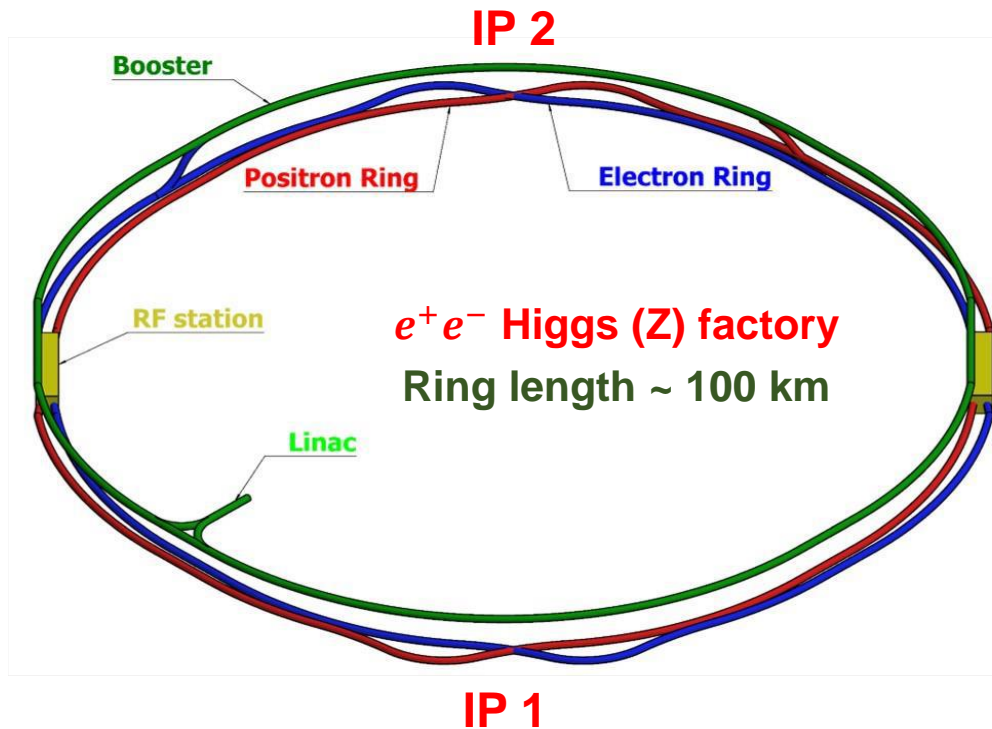 IP 2
Booster
Positron Ring
Electron Ring
RF station
e⁺e⁻ Higgs (Z) factory
Ring length ~ 100 km
Linac
IP 1